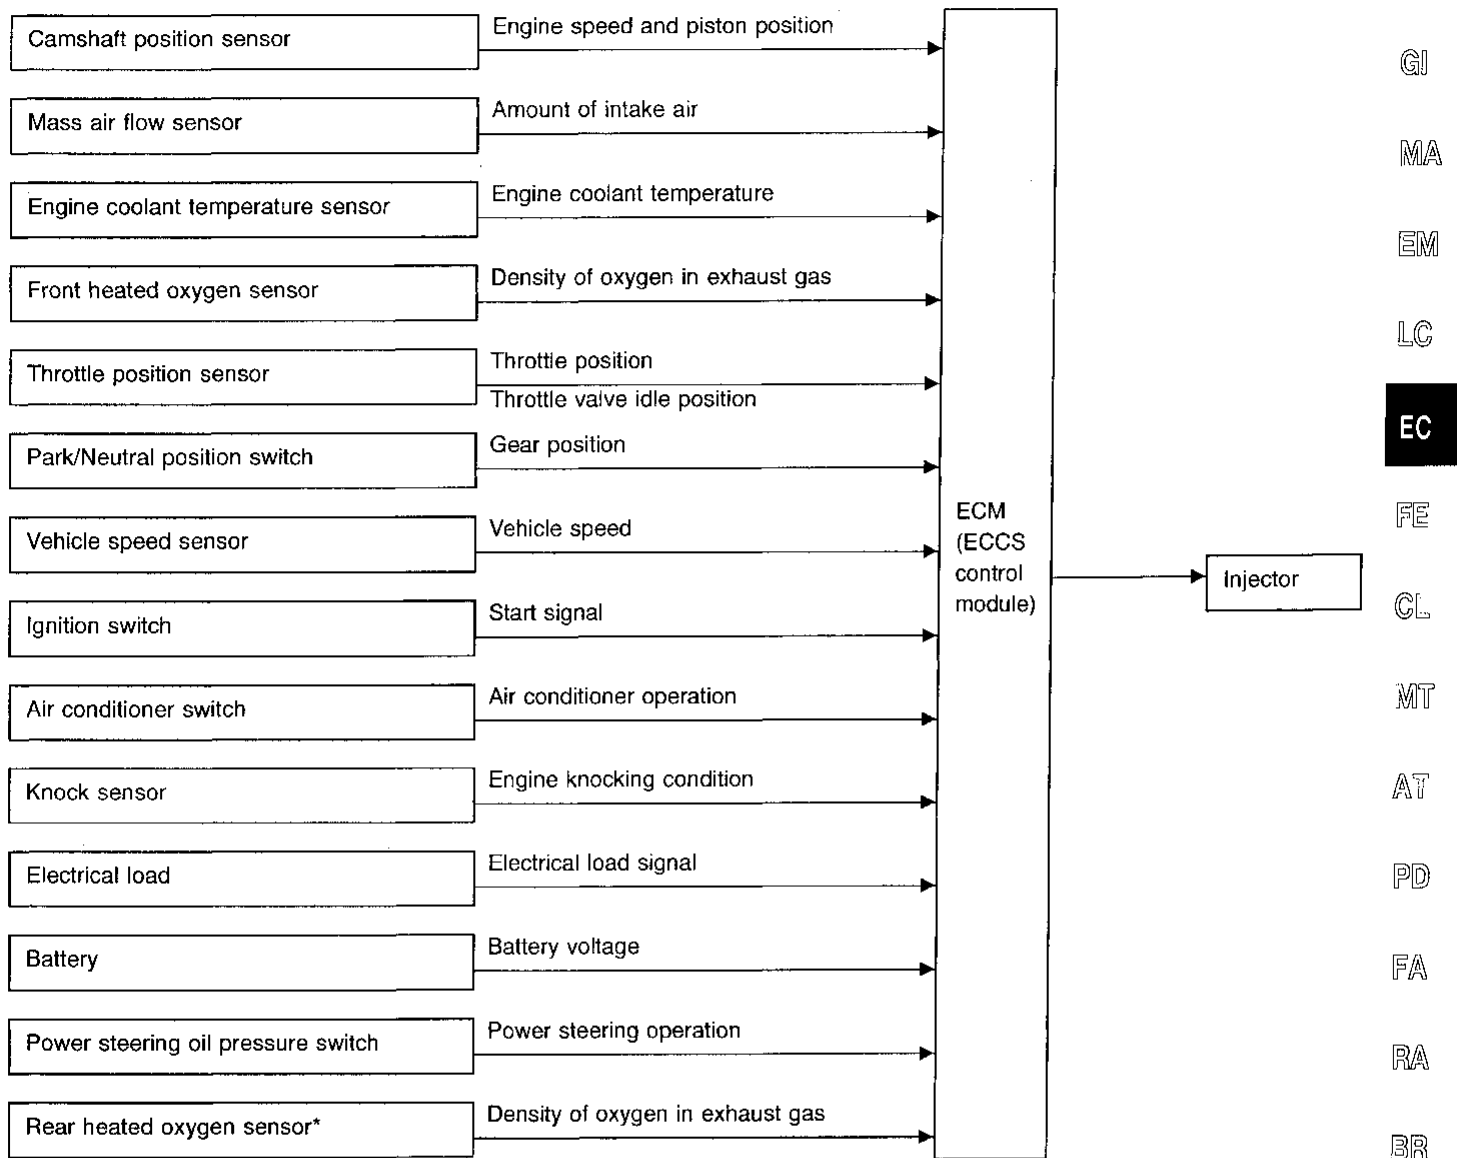 Camshaft position sensor
Engine speed and piston position
Mass air flow sensor
Amount of intake air
Engine coolant temperature sensor
Engine coolant temperature
Front heated oxygen sensor
Density of oxygen in exhaust gas
Throttle position sensor
Throttle position
Throttle valve idle position
Park/Neutral position switch
Gear position
Vehicle speed sensor
Vehicle speed
Ignition switch
Start signal
Air conditioner switch
Air conditioner operation
Knock sensor
Engine knocking condition
Electrical load
Electrical load signal
Battery
Battery voltage
Power steering oil pressure switch
Power steering operation
Rear heated oxygen sensor*
Density of oxygen in exhaust gas
ECM
(ECCS
control
module)
Injector
GI
MA
EM
LC
EC
FE
CL
MT
AT
PD
FA
RA
BR